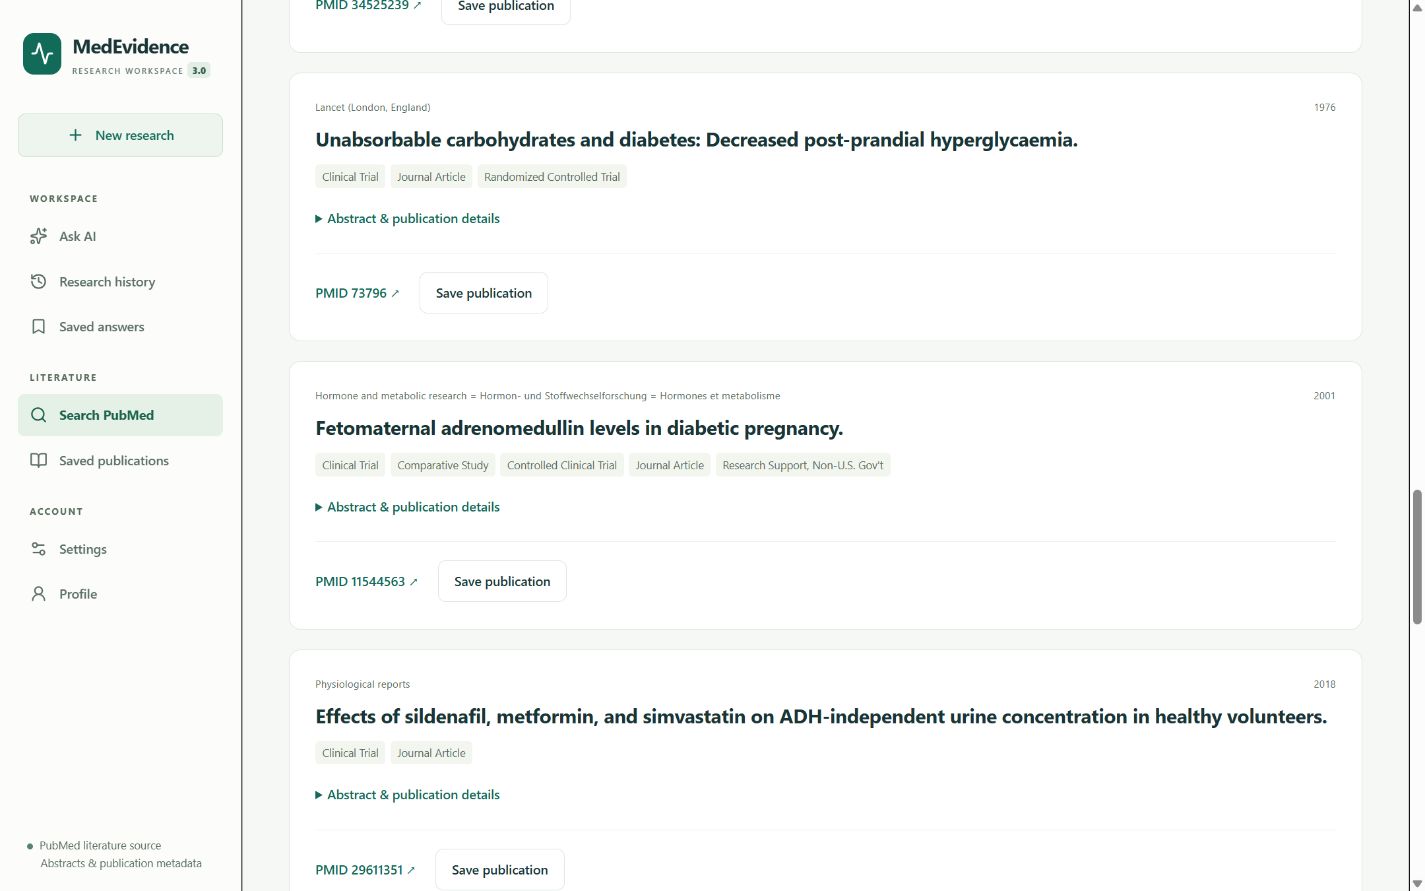 MedEvidence
RESEARCH WORKSPACE 3.0
+ New research
WORKSPACE
Ask AI
Research history
Saved answers
LITERATURE
Search PubMed
Saved publications
ACCOUNT
Settings
Profile
PubMed literature source
Abstracts & publication metadata
PMID 34525239 ↗ Save publication
Lancet (London, England) 1976
Unabsorbable carbohydrates and diabetes: Decreased post-prandial hyperglycaemia.
Clinical Trial Journal Article Randomized Controlled Trial
▶ Abstract & publication details
PMID 73796 ↗ Save publication
Hormone and metabolic research = Hormon- und Stoffwechselforschung = Hormones et metabolisme 2001
Fetomaternal adrenomedullin levels in diabetic pregnancy.
Clinical Trial Comparative Study Controlled Clinical Trial Journal Article Research Support, Non-U.S. Gov't
▶ Abstract & publication details
PMID 11544563 ↗ Save publication
Physiological reports 2018
Effects of sildenafil, metformin, and simvastatin on ADH-independent urine concentration in healthy volunteers.
Clinical Trial Journal Article
▶ Abstract & publication details
PMID 29611351 ↗ Save publication